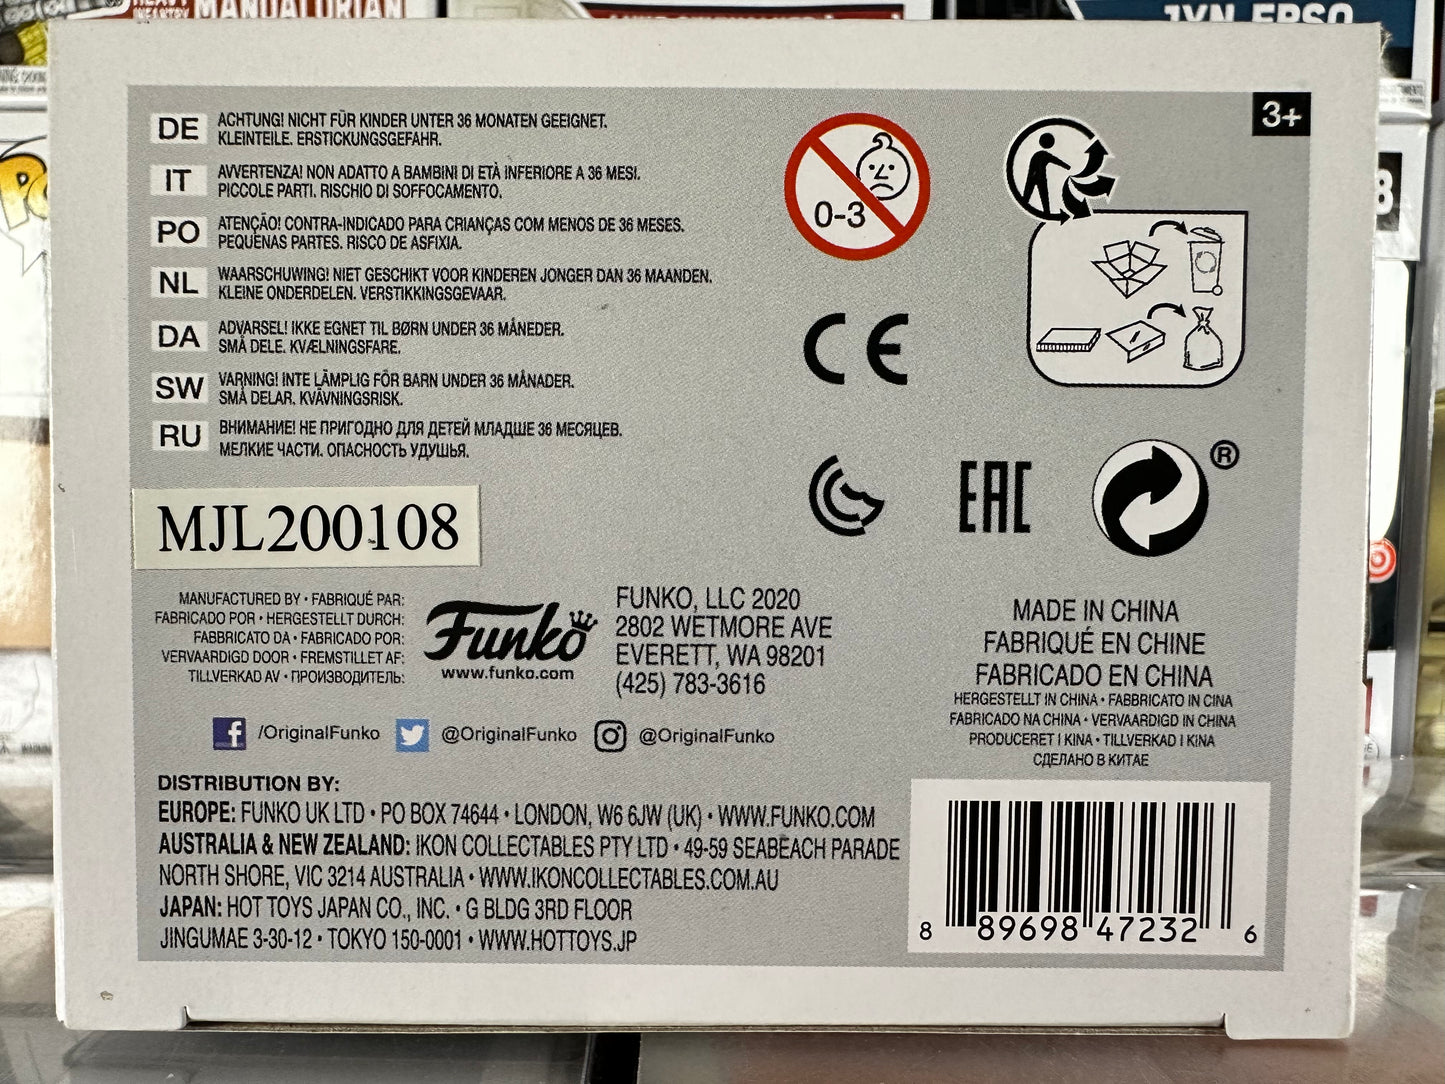 MANDALORIAN
JYN ERSO
3+
DE
ACHTUNG! NICHT FÜR KINDER UNTER 36 MONATEN GEEIGNET.
KLEINTEILE. ERSTICKUNGSGEFAHR.
IT
AVVERTENZA! NON ADATTO A BAMBINI DI ETÀ INFERIORE A 36 MESI.
PICCOLE PARTI. RISCHIO DI SOFFOCAMENTO.
PO
ATENÇÃO! CONTRA-INDICADO PARA CRIANÇAS COM MENOS DE 36 MESES.
PEQUENAS PARTES. RISCO DE ASFIXIA.
NL
WAARSCHUWING! NIET GESCHIKT VOOR KINDEREN JONGER DAN 36 MAANDEN.
KLEINE ONDERDELEN. VERSTIKKINGSGEVAAR.
DA
ADVARSEL! IKKE EGNET TIL BØRN UNDER 36 MÅNEDER.
SMÅ DELE. KVÆLNINGSFARE.
SW
VARNING! INTE LÄMPLIG FÖR BARN UNDER 36 MÅNADER.
SMÅ DELAR. KVÄVNINGSRISK.
RU
ВНИМАНИЕ! НЕ ПРИГОДНО ДЛЯ ДЕТЕЙ МЛАДШЕ 36 МЕСЯЦЕВ.
МЕЛКИЕ ЧАСТИ. ОПАСНОСТЬ УДУШЬЯ.
0-3
CE
EAC
®
MJL200108
MANUFACTURED BY • FABRIQUÉ PAR:
FABRICADO POR • HERGESTELLT DURCH:
FABBRICATO DA • FABRICADO POR:
VERVAARDIGD DOOR • FREMSTILLET AF:
TILLVERKAD AV • ПРОИЗВОДИТЕЛЬ:
Funko
www.funko.com
FUNKO, LLC 2020
2802 WETMORE AVE
EVERETT, WA 98201
(425) 783-3616
MADE IN CHINA
FABRIQUÉ EN CHINE
FABRICADO EN CHINA
HERGESTELLT IN CHINA • FABBRICATO IN CINA
FABRICADO NA CHINA • VERVAARDIGD IN CHINA
PRODUCERET I KINA • TILLVERKAD I KINA
СДЕЛАНО В КИТАЕ
/OriginalFunko @OriginalFunko @OriginalFunko
DISTRIBUTION BY:
EUROPE: FUNKO UK LTD • PO BOX 74644 • LONDON, W6 6JW (UK) • WWW.FUNKO.COM
AUSTRALIA & NEW ZEALAND: IKON COLLECTABLES PTY LTD • 49-59 SEABEACH PARADE
NORTH SHORE, VIC 3214 AUSTRALIA • WWW.IKONCOLLECTABLES.COM.AU
JAPAN: HOT TOYS JAPAN CO., INC. • G BLDG 3RD FLOOR
JINGUMAE 3-30-12 • TOKYO 150-0001 • WWW.HOTTOYS.JP
8 89698 47232 6